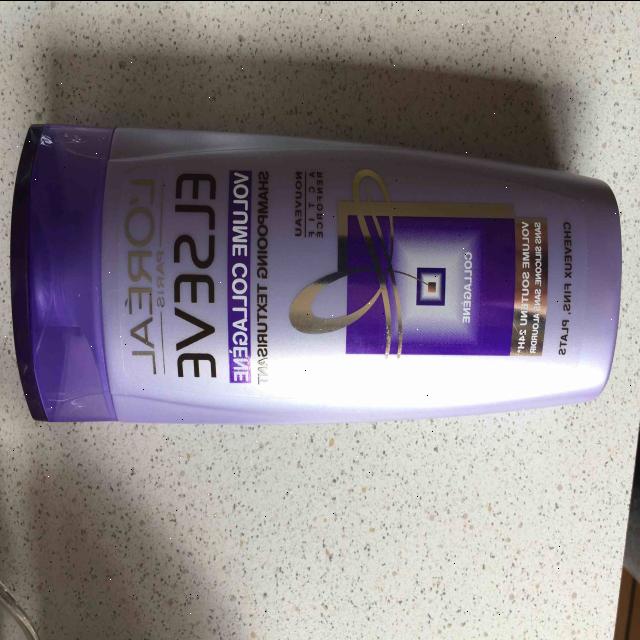 L'ORÉAL
PARIS
ELSEVE
VOLUME COLLAGÈNE
SHAMPOOING TEXTURISANT
NOUVEAU
COLLAGÈNE
VOLUME SOUTENU 24H*
SANS SILICONE, SANS ALOURDIR
CHEVEUX FINS, PLATS